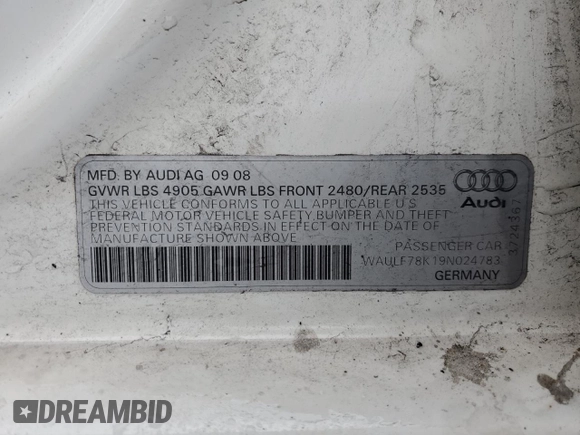 MFD. BY AUDI AG 09 08
GVWR LBS 4905 GAWR LBS FRONT 2480/REAR 2535
THIS VEHICLE CONFORMS TO ALL APPLICABLE U S
FEDERAL MOTOR VEHICLE SAFETY BUMPER AND THEFT
PREVENTION STANDARDS IN EFFECT ON THE DATE OF
MANUFACTURE SHOWN ABOVE
PASSENGER CAR
WAULF78K19N024783
GERMANY
Audi
3724367
DREAMBID